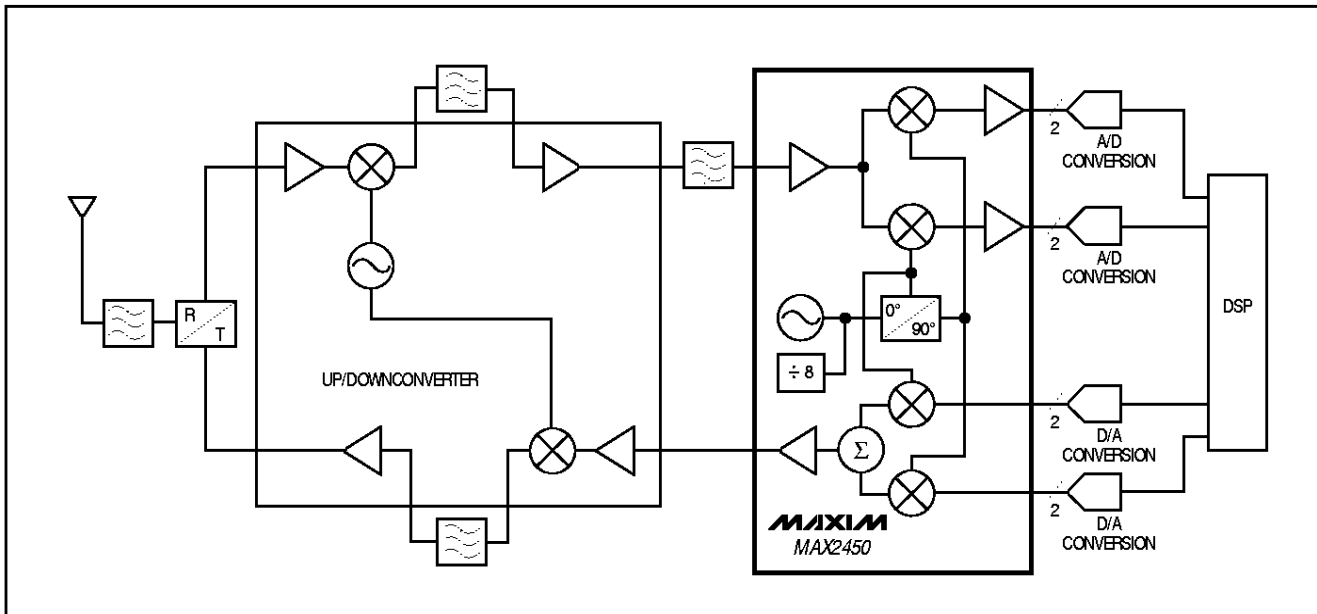 2
A/D
CONVERSION
2
A/D
CONVERSION
DSP
R
T
0°
90°
÷ 8
UP/DOWNCONVERTER
2
D/A
CONVERSION
Σ
2
D/A
CONVERSION
MAXIM
MAX2450